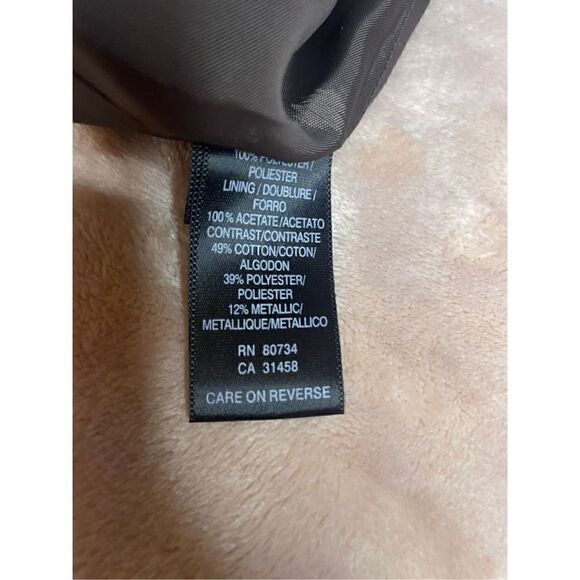 100% POLYESTER/
POLIESTER
LINING / DOUBLURE /
FORRO
100% ACETATE/ACETATO
CONTRAST/CONTRASTE
49% COTTON/COTON/
ALGODON
39% POLYESTER/
POLIESTER
12% METALLIC/
METALLIQUE/METALLICO
RN 80734
CA 31458
CARE ON REVERSE